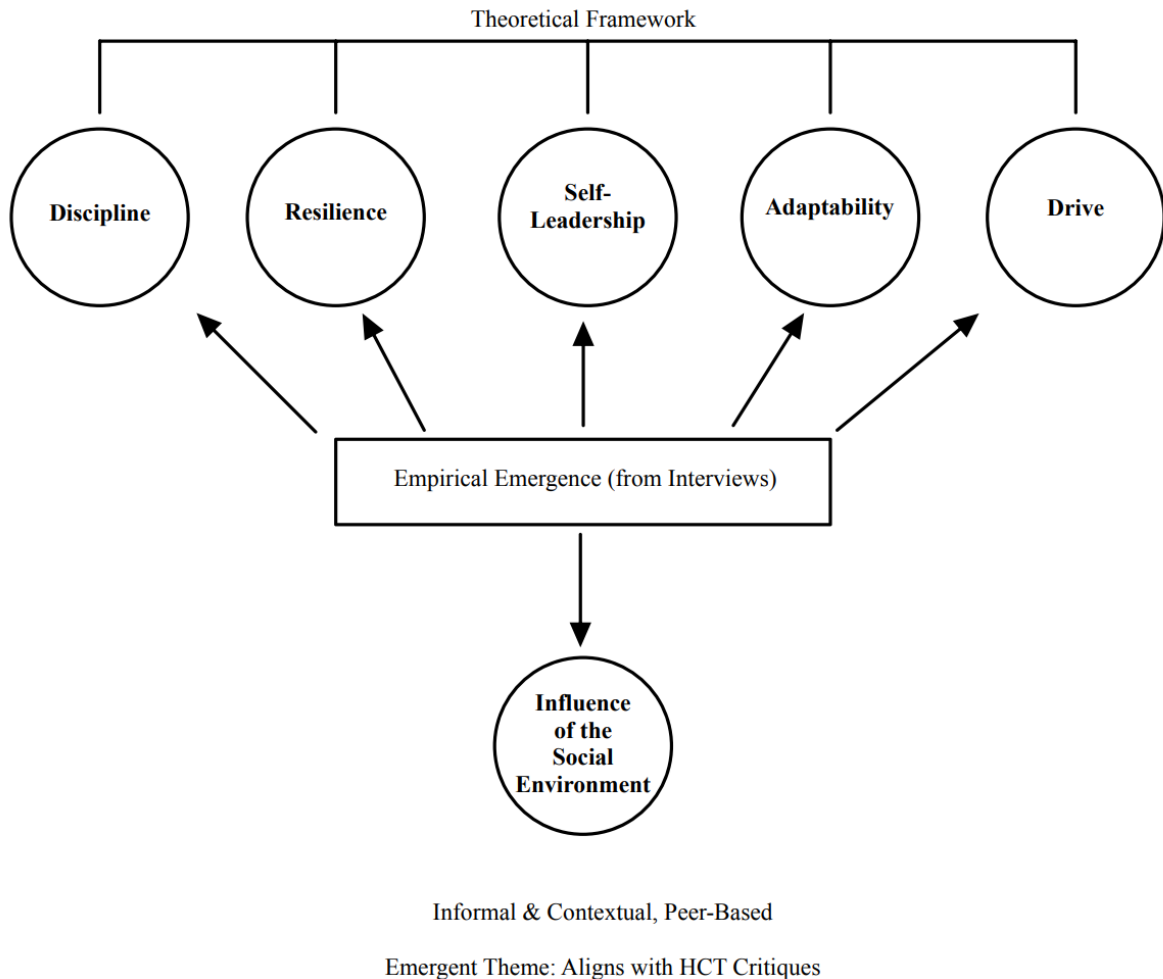 Theoretical Framework
Discipline
Resilience
Self-
Leadership
Adaptability
Drive
Empirical Emergence (from Interviews)
Influence
of the
Social
Environment
Informal & Contextual, Peer-Based
Emergent Theme: Aligns with HCT Critiques